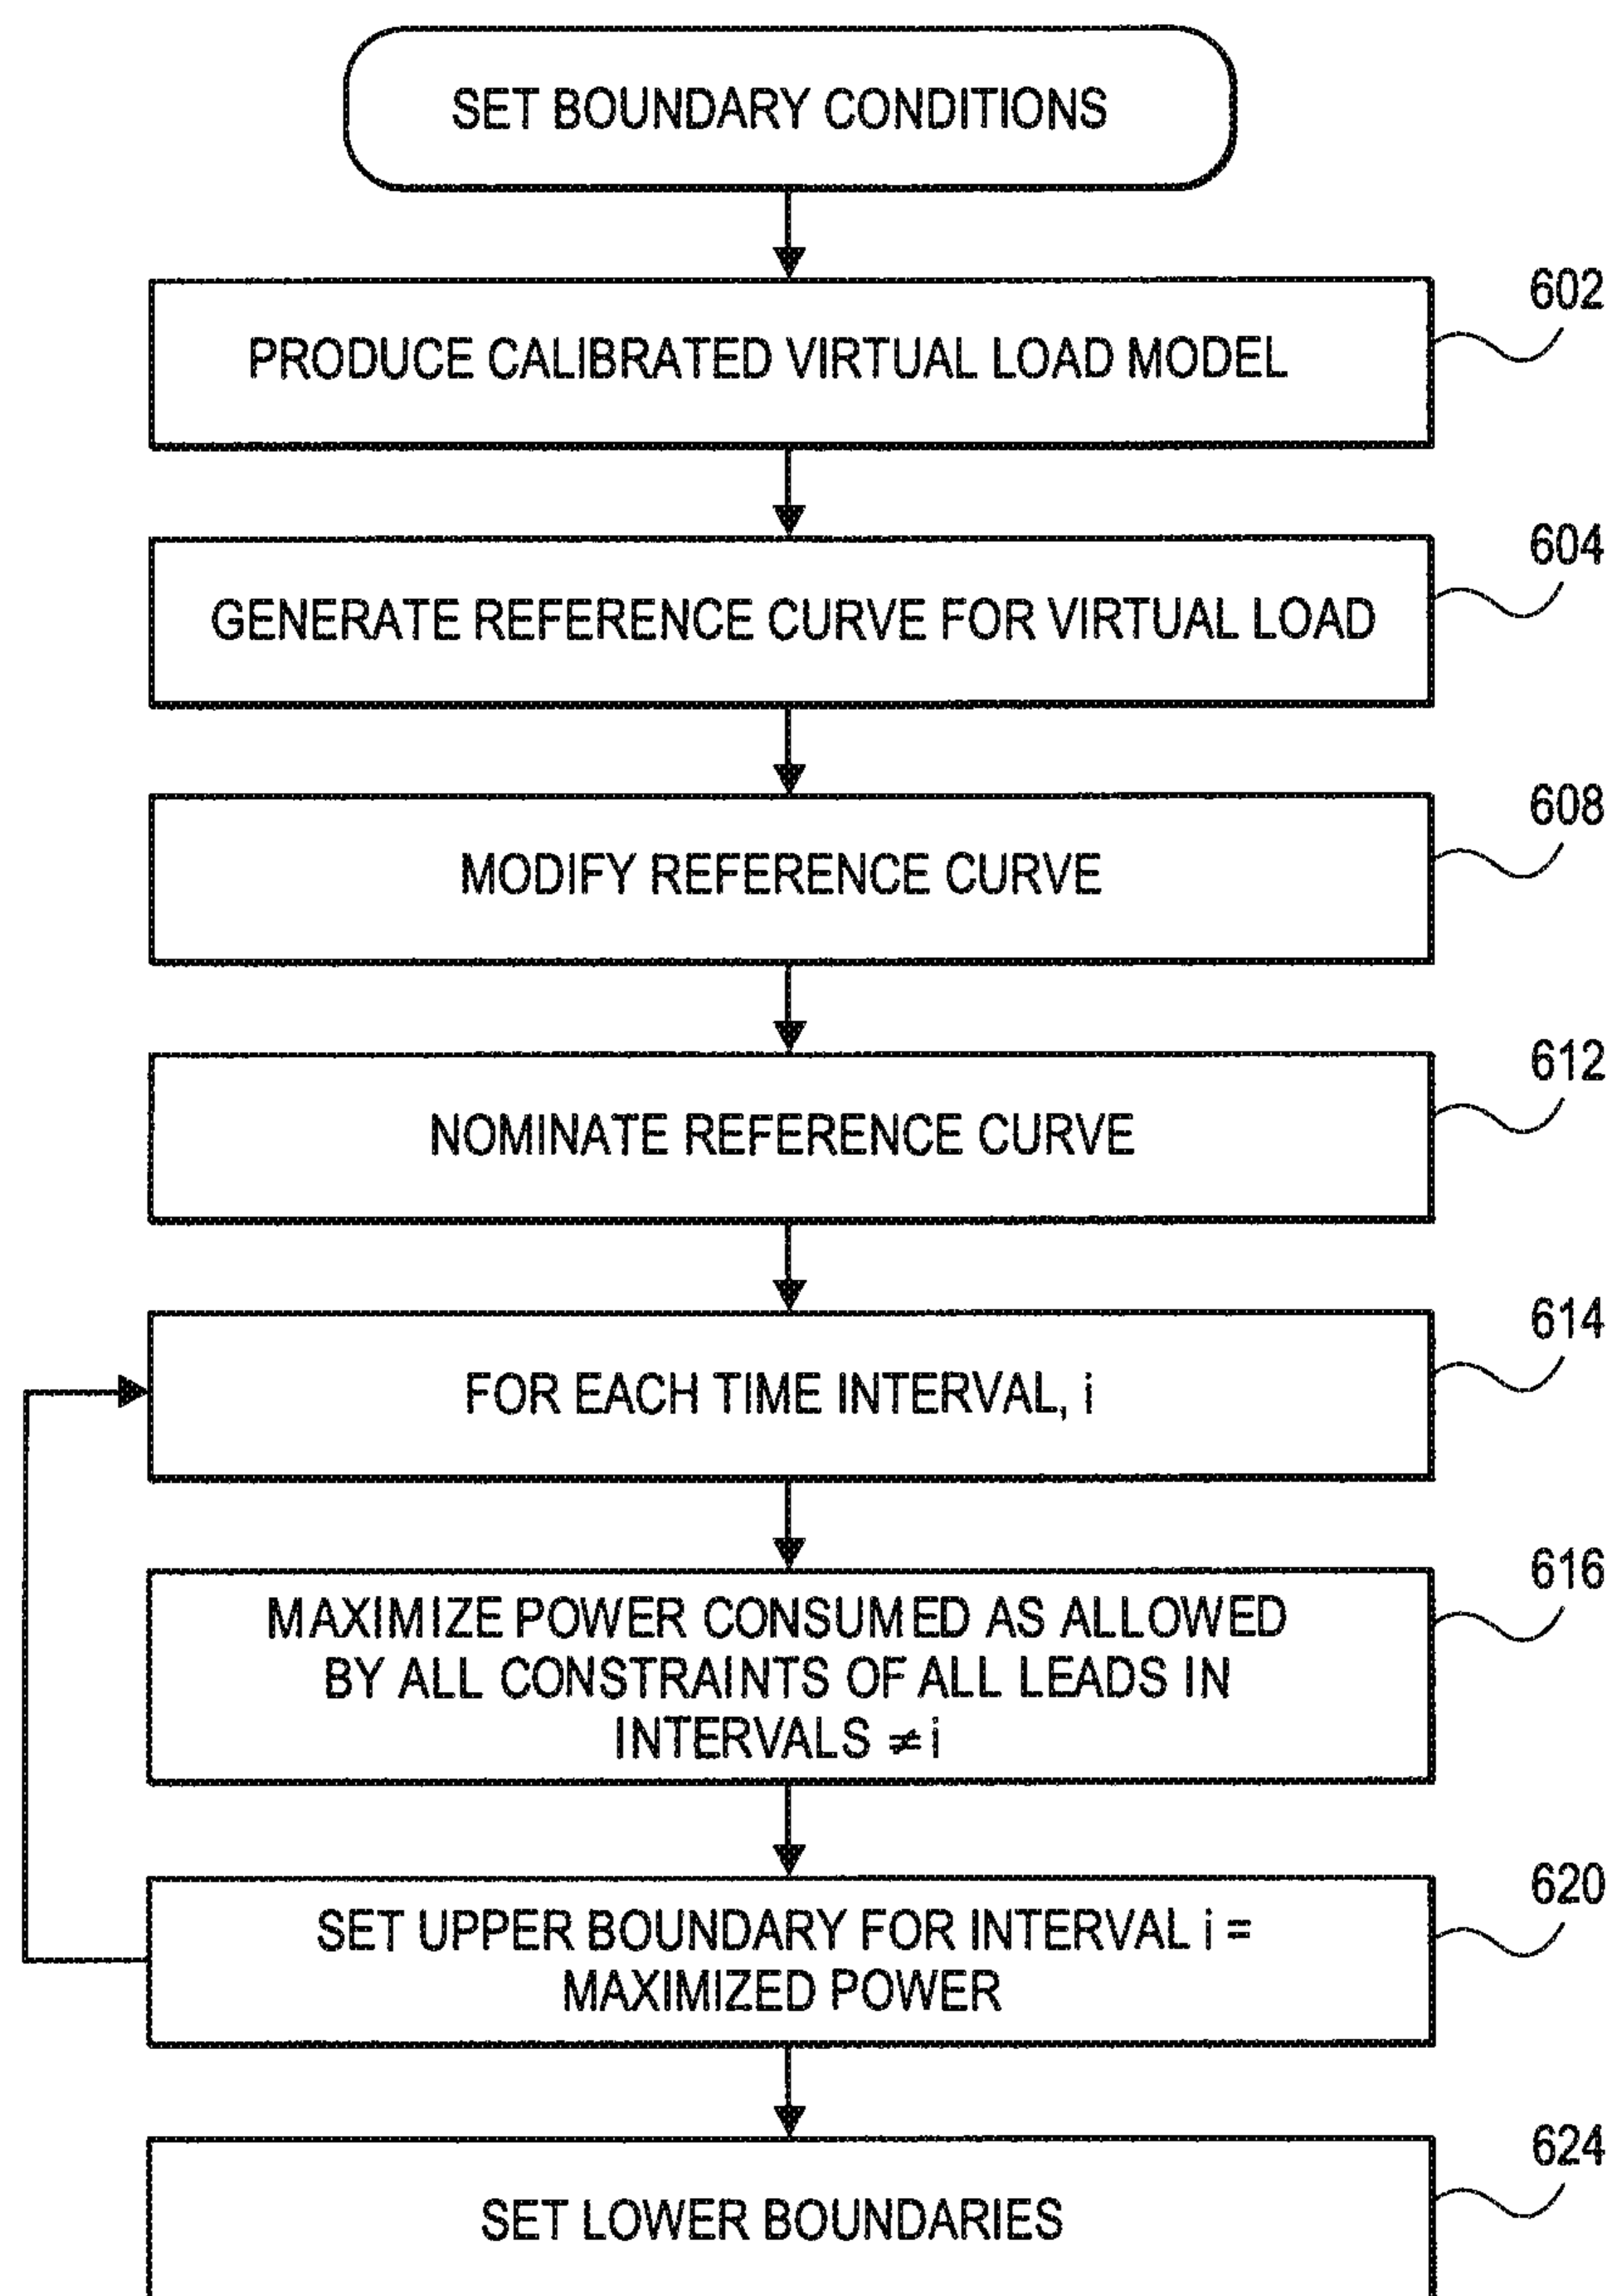 SET BOUNDARY CONDITIONS
602
PRODUCE CALIBRATED VIRTUAL LOAD MODEL
604
GENERATE REFERENCE CURVE FOR VIRTUAL LOAD
608
MODIFY REFERENCE CURVE
612
NOMINATE REFERENCE CURVE
614
FOR EACH TIME INTERVAL, i
616
MAXIMIZE POWER CONSUMED AS ALLOWED
BY ALL CONSTRAINTS OF ALL LEADS IN
INTERVALS ≠ i
620
SET UPPER BOUNDARY FOR INTERVAL i =
MAXIMIZED POWER
624
SET LOWER BOUNDARIES